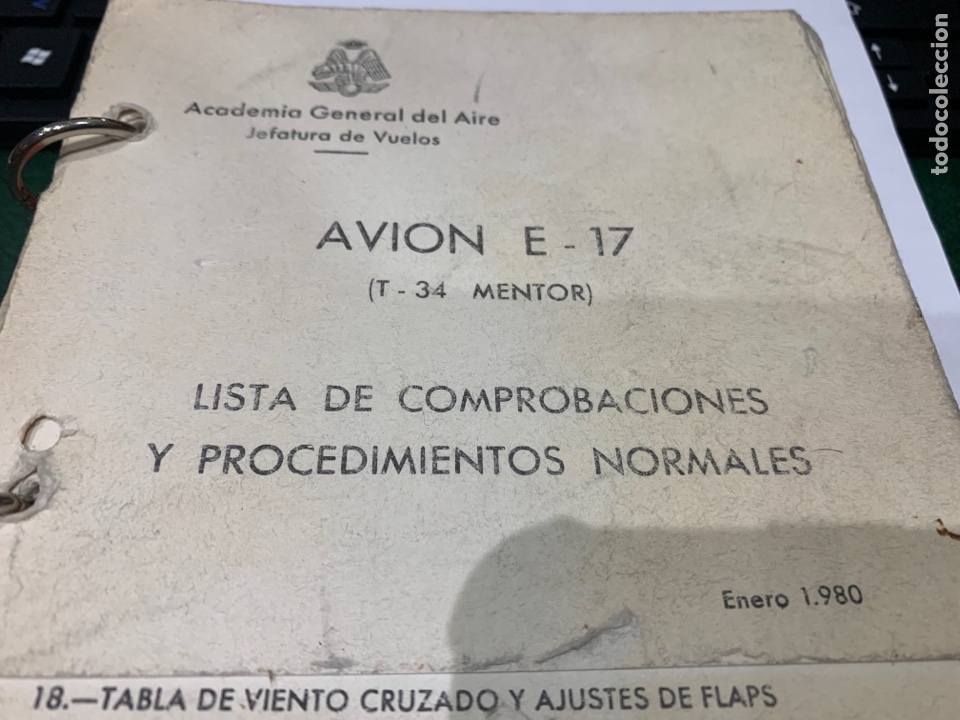 Academia General del Aire
Jefatura de Vuelos
AVION E - 17
(T - 34 MENTOR)
LISTA DE COMPROBACIONES
Y PROCEDIMIENTOS NORMALES
Enero 1.980
18.—TABLA DE VIENTO CRUZADO Y AJUSTES DE FLAPS
todocoleccion